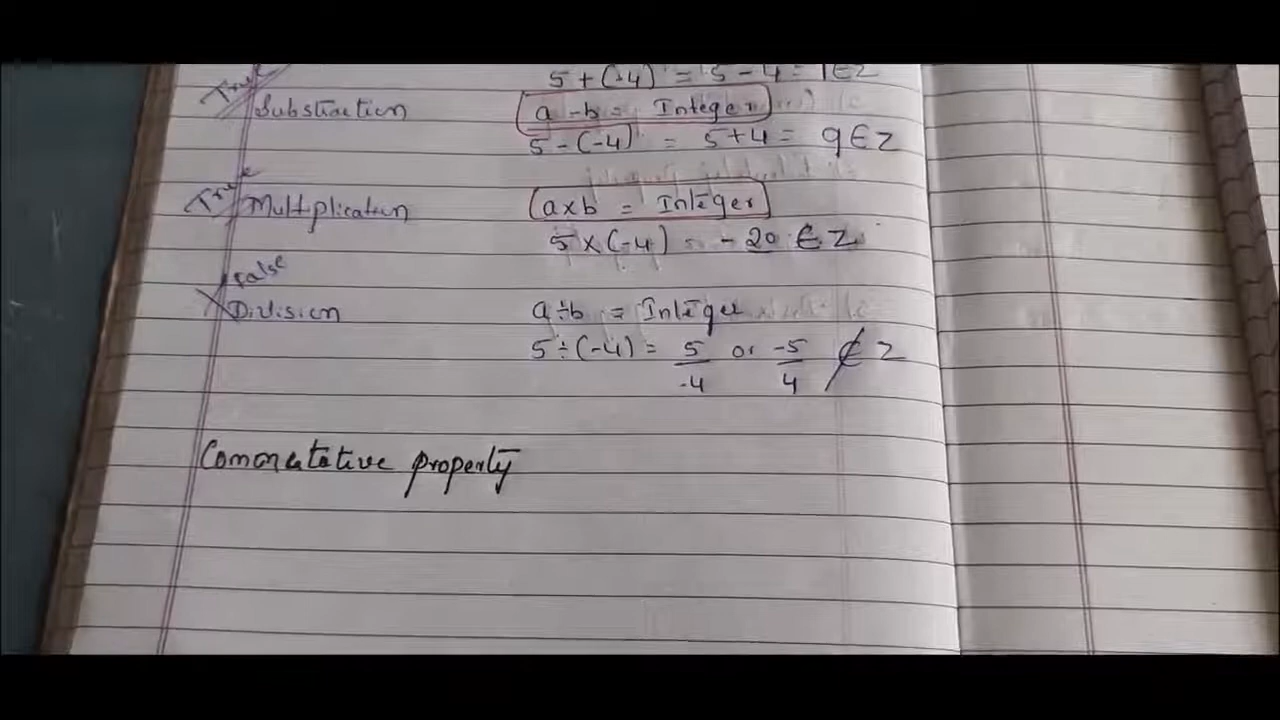 5 + (-4) = 5 - 4 = 1 ∈ Z
True
Substraction a - b = Integer
5 - (-4) = 5 + 4 = 9 ∈ Z
True
Multiplication a x b = Integer
5 x (-4) = - 20 ∈ Z
False
X Division a ÷ b = Integer
5 ÷ (-4) = 5/-4 or -5/4 ∉ Z
Commutative property